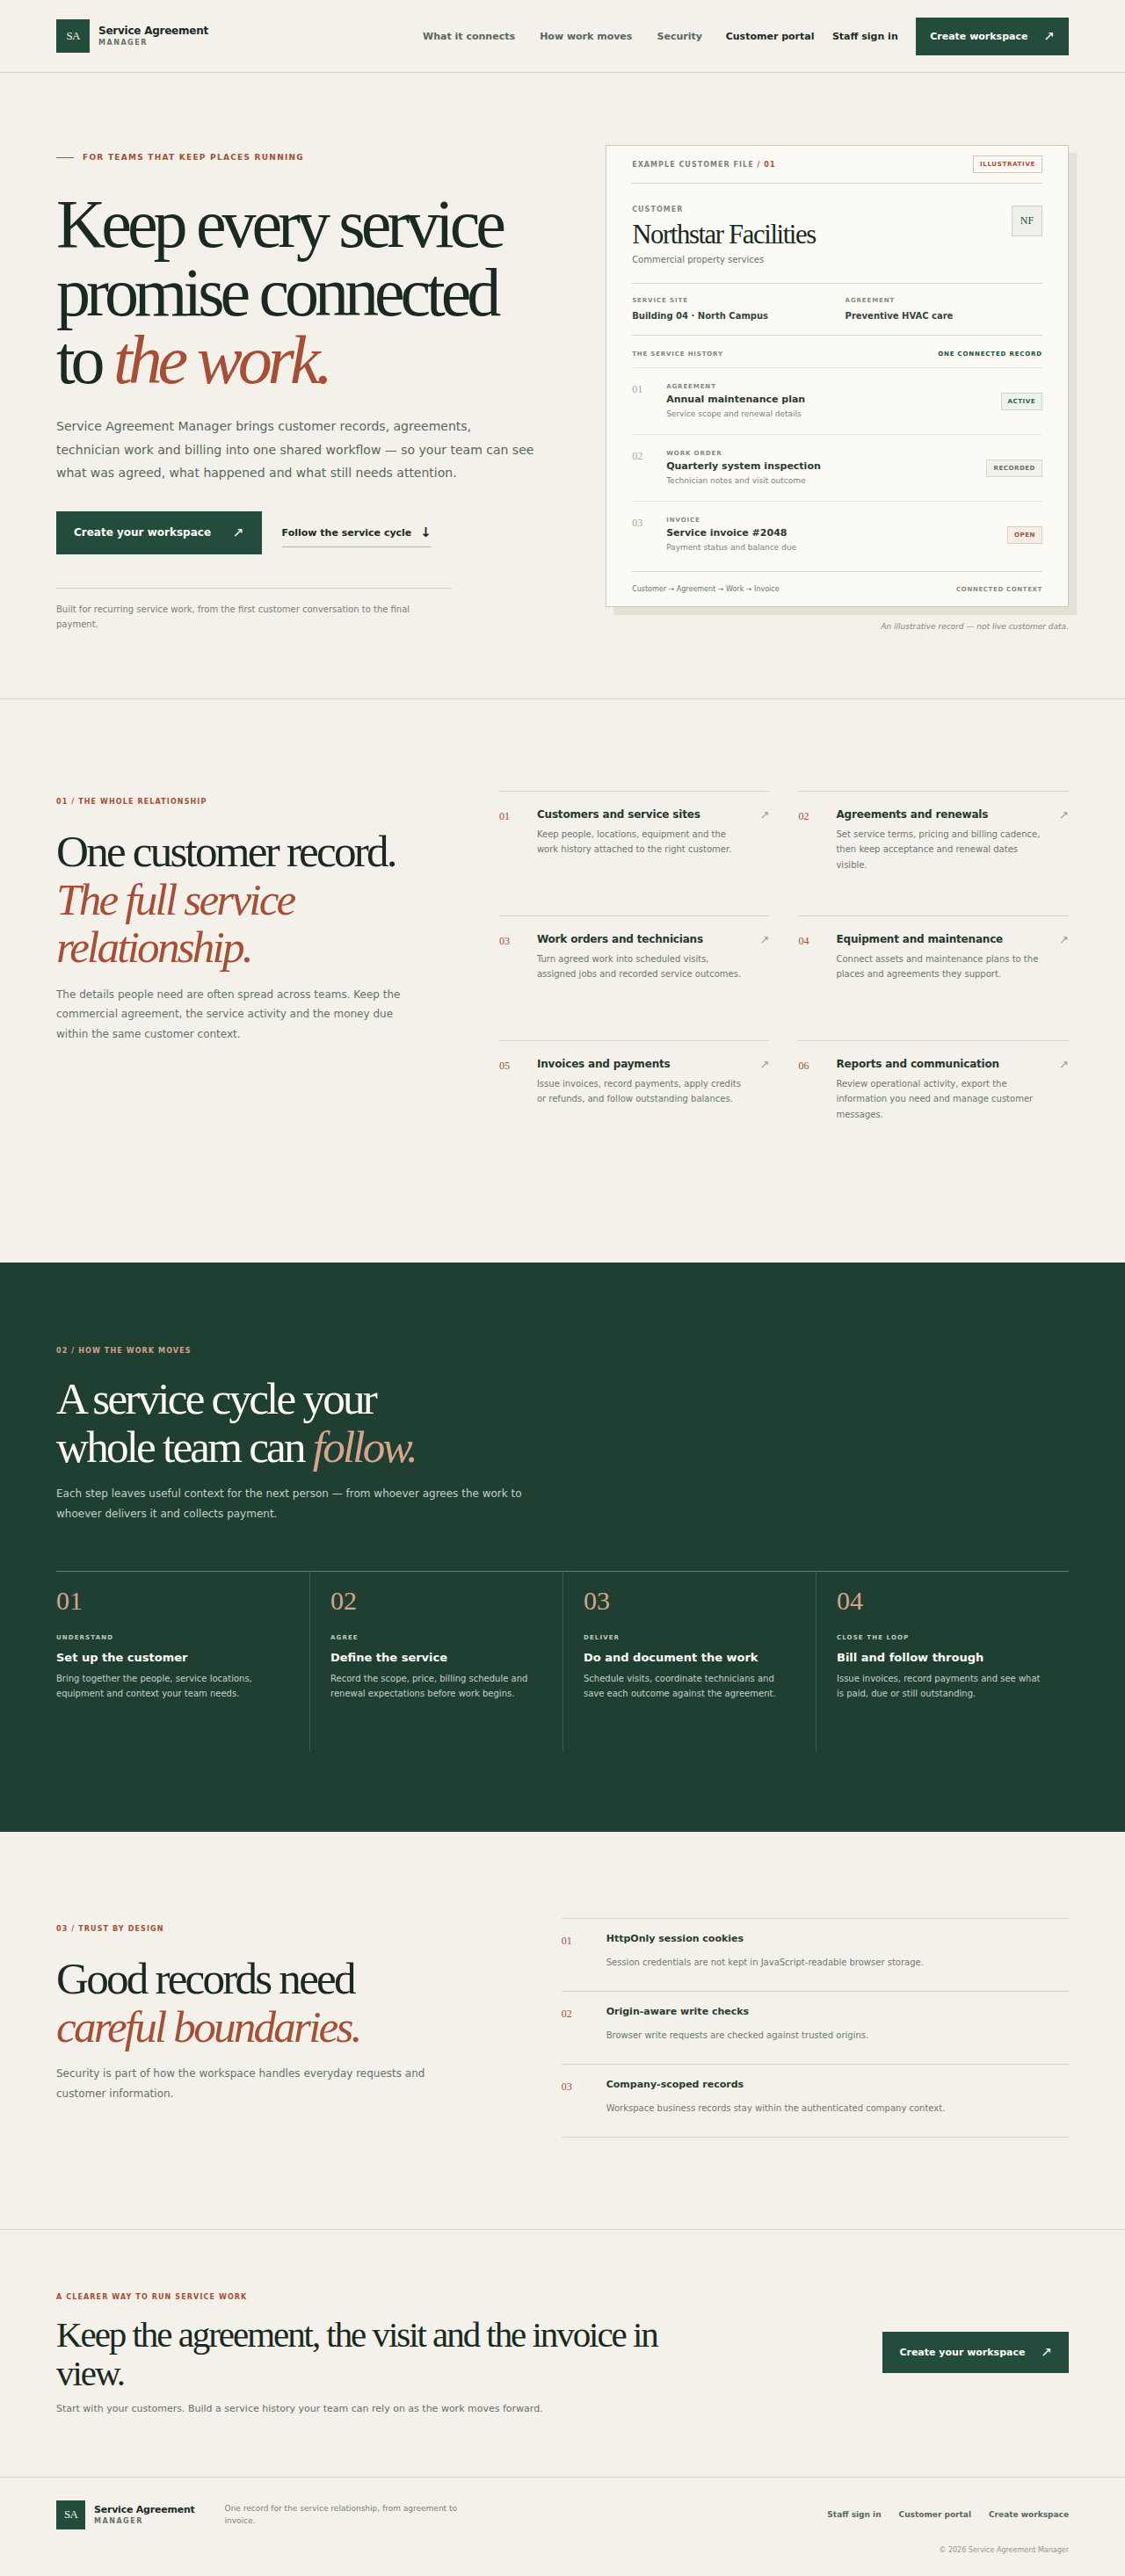 SA
Service Agreement
MANAGER
What it connects
How work moves
Security
Customer portal
Staff sign in
Create workspace ↗
FOR TEAMS THAT KEEP PLACES RUNNING
Keep every service
promise connected
to the work.
Service Agreement Manager brings customer records, agreements,
technician work and billing into one shared workflow — so your team can see
what was agreed, what happened and what still needs attention.
Create your workspace ↗
Follow the service cycle ↓
Built for recurring service work, from the first customer conversation to the final
payment.
EXAMPLE CUSTOMER FILE / 01
ILLUSTRATIVE
CUSTOMER
Northstar Facilities
Commercial property services
NF
SERVICE SITE
Building 04 · North Campus
AGREEMENT
Preventive HVAC care
THE SERVICE HISTORY
ONE CONNECTED RECORD
01
AGREEMENT
Annual maintenance plan
Service scope and renewal details
ACTIVE
02
WORK ORDER
Quarterly system inspection
Technician notes and visit outcome
RECORDED
03
INVOICE
Service invoice #2048
Payment status and balance due
OPEN
Customer → Agreement → Work → Invoice
CONNECTED CONTEXT
An illustrative record — not live customer data.
01 / THE WHOLE RELATIONSHIP
One customer record.
The full service
relationship.
The details people need are often spread across teams. Keep the
commercial agreement, the service activity and the money due
within the same customer context.
01
Customers and service sites ↗
Keep people, locations, equipment and the
work history attached to the right customer.
02
Agreements and renewals ↗
Set service terms, pricing and billing cadence,
then keep acceptance and renewal dates
visible.
03
Work orders and technicians ↗
Turn agreed work into scheduled visits,
assigned jobs and recorded service outcomes.
04
Equipment and maintenance ↗
Connect assets and maintenance plans to the
places and agreements they support.
05
Invoices and payments ↗
Issue invoices, record payments, apply credits
or refunds, and follow outstanding balances.
06
Reports and communication ↗
Review operational activity, export the
information you need and manage customer
messages.
02 / HOW THE WORK MOVES
A service cycle your
whole team can follow.
Each step leaves useful context for the next person — from whoever agrees the work to
whoever delivers it and collects payment.
01
UNDERSTAND
Set up the customer
Bring together the people, service locations,
equipment and context your team needs.
02
AGREE
Define the service
Record the scope, price, billing schedule and
renewal expectations before work begins.
03
DELIVER
Do and document the work
Schedule visits, coordinate technicians and
save each outcome against the agreement.
04
CLOSE THE LOOP
Bill and follow through
Issue invoices, record payments and see what
is paid, due or still outstanding.
03 / TRUST BY DESIGN
Good records need
careful boundaries.
Security is part of how the workspace handles everyday requests and
customer information.
01
HttpOnly session cookies
Session credentials are not kept in JavaScript-readable browser storage.
02
Origin-aware write checks
Browser write requests are checked against trusted origins.
03
Company-scoped records
Workspace business records stay within the authenticated company context.
A CLEARER WAY TO RUN SERVICE WORK
Keep the agreement, the visit and the invoice in
view.
Start with your customers. Build a service history your team can rely on as the work moves forward.
Create your workspace ↗
SA
Service Agreement
MANAGER
One record for the service relationship, from agreement to
invoice.
Staff sign in
Customer portal
Create workspace
© 2026 Service Agreement Manager